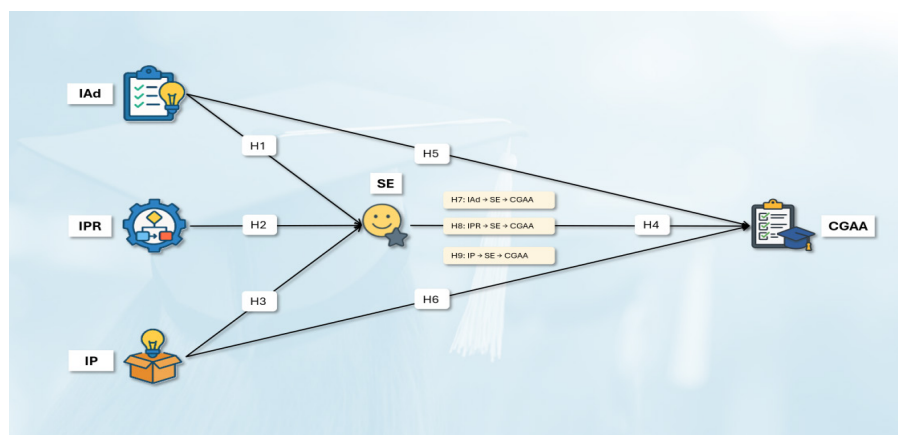 IAd
H1
H5
SE
H7: IAd → SE → CGAA
IPR
H2
H8: IPR → SE → CGAA
H4
CGAA
H9: IP → SE → CGAA
H3
H6
IP